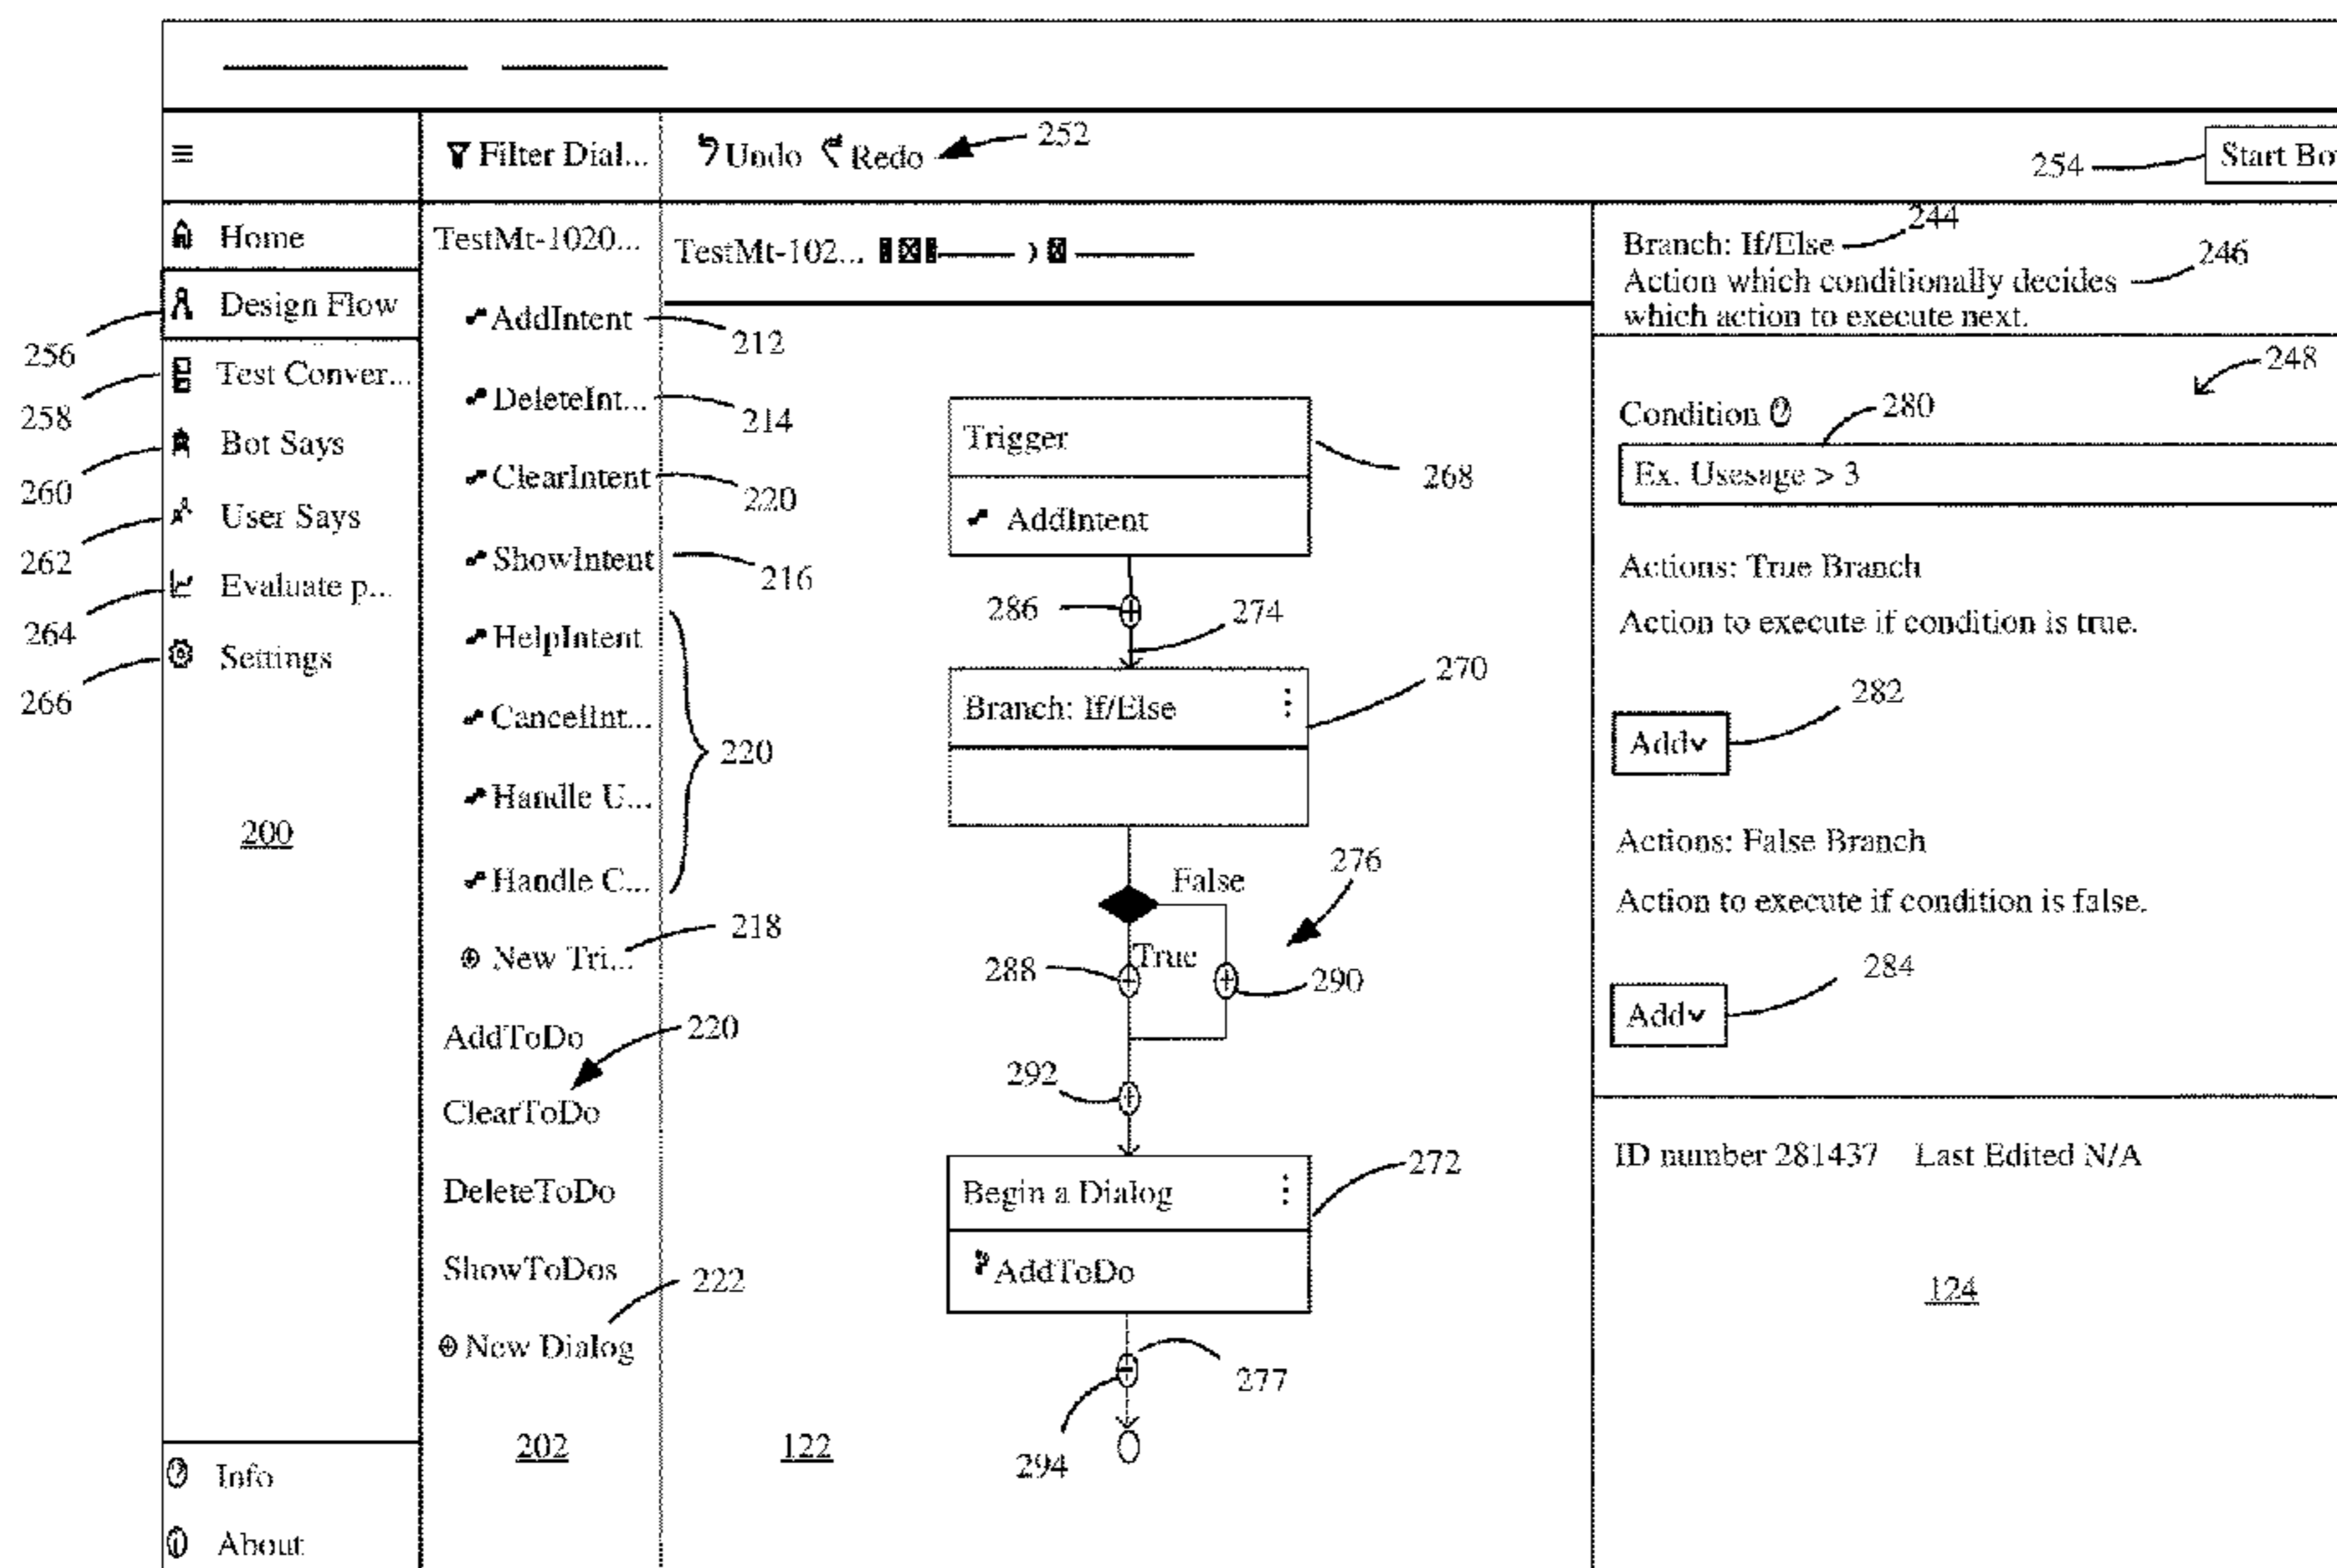 Filter Dial...
Undo Redo
252
254
Start Bo
Home
Design Flow
Test Conver...
Bot Says
User Says
Evaluate p...
Settings
256
258
260
262
264
266
200
Info
About
TestMt-1020...
AddIntent
212
DeleteInt...
214
ClearIntent
220
ShowIntent
216
HelpIntent
CancelInt...
220
Handle U...
Handle C...
New Tri...
218
AddToDo
220
ClearToDo
DeleteToDo
ShowToDos
222
New Dialog
202
TestMt-102...
Trigger
268
AddIntent
286
274
Branch: If/Else
270
False
276
True
288
290
292
Begin a Dialog
272
AddToDo
277
294
122
Branch: If/Else
244
Action which conditionally decides
246
which action to execute next.
248
Condition
280
Ex. Usesage > 3
Actions: True Branch
Action to execute if condition is true.
282
Add
Actions: False Branch
Action to execute if condition is false.
284
Add
ID number 281437 Last Edited N/A
124